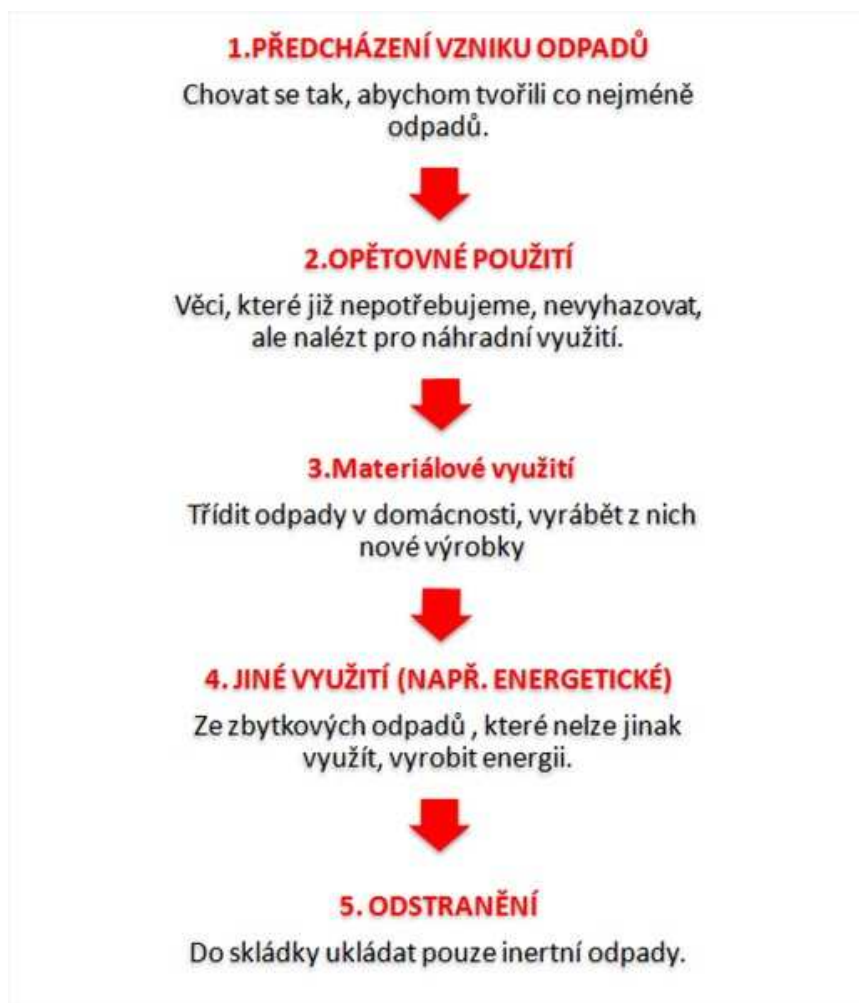 1.PŘEDCHÁZENÍ VZNIKU ODPADŮ
Chovat se tak, abychom tvořili co nejméně
odpadů.
2.OPĚTOVNÉ POUŽITÍ
Věci, které již nepotřebujeme, nevyhazovat,
ale nalézt pro náhradní využití.
3.Materiálové využití
Třídit odpady v domácnosti, vyrábět z nich
nové výrobky
4. JINÉ VYUŽITÍ (NAPŘ. ENERGETICKÉ)
Ze zbytkových odpadů , které nelze jinak
využít, vyrobit energii.
5. ODSTRANĚNÍ
Do skládky ukládat pouze inertní odpady.